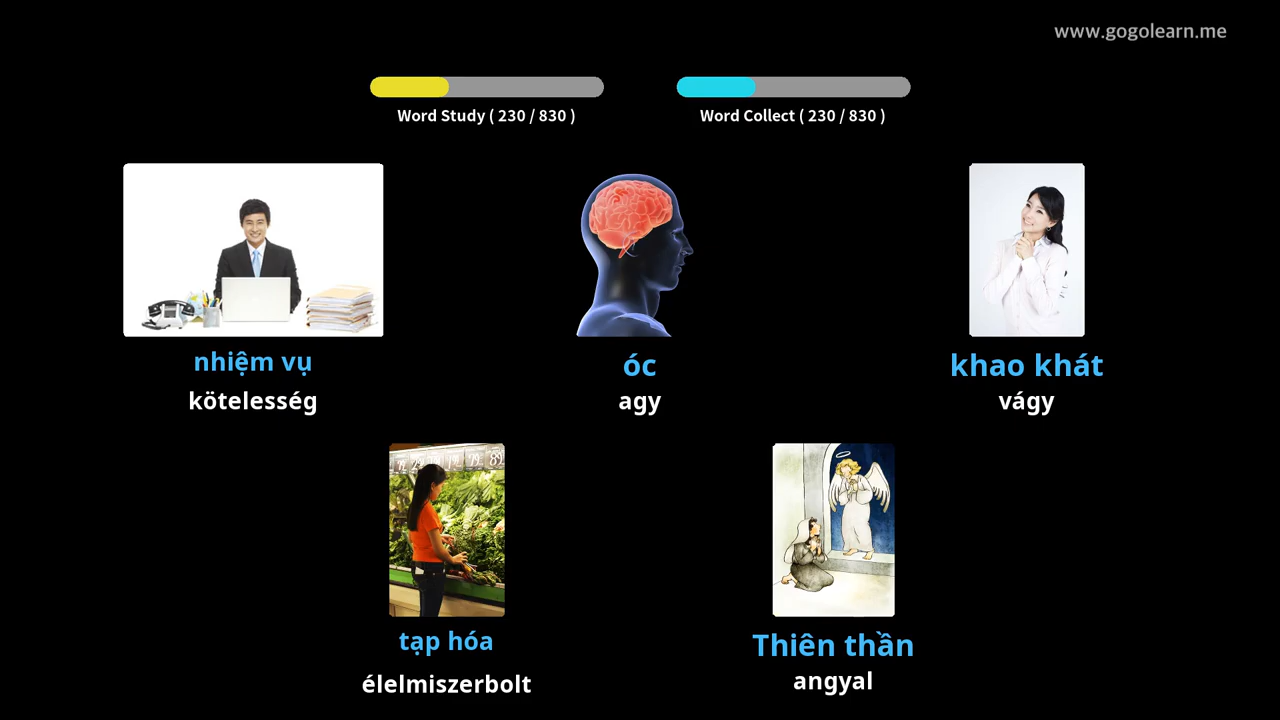 www.gogolearn.me
Word Study ( 230 / 830 )
Word Collect ( 230 / 830 )
nhiệm vụ
kötelesség
óc
agy
khao khát
vágy
tạp hóa
élelmiszerbolt
Thiên thần
angyal